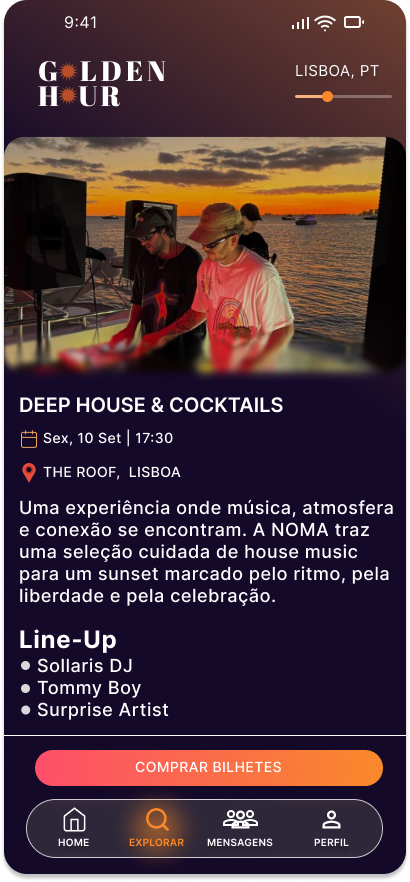 9:41
GOLDEN
HOUR
LISBOA, PT
DEEP HOUSE & COCKTAILS
Sex, 10 Set | 17:30
THE ROOF, LISBOA
Uma experiência onde música, atmosfera
e conexão se encontram. A NOMA traz
uma seleção cuidada de house music
para um sunset marcado pelo ritmo, pela
liberdade e pela celebração.
Line-Up
Sollaris DJ
Tommy Boy
Surprise Artist
COMPRAR BILHETES
HOME
EXPLORAR
MENSAGENS
PERFIL